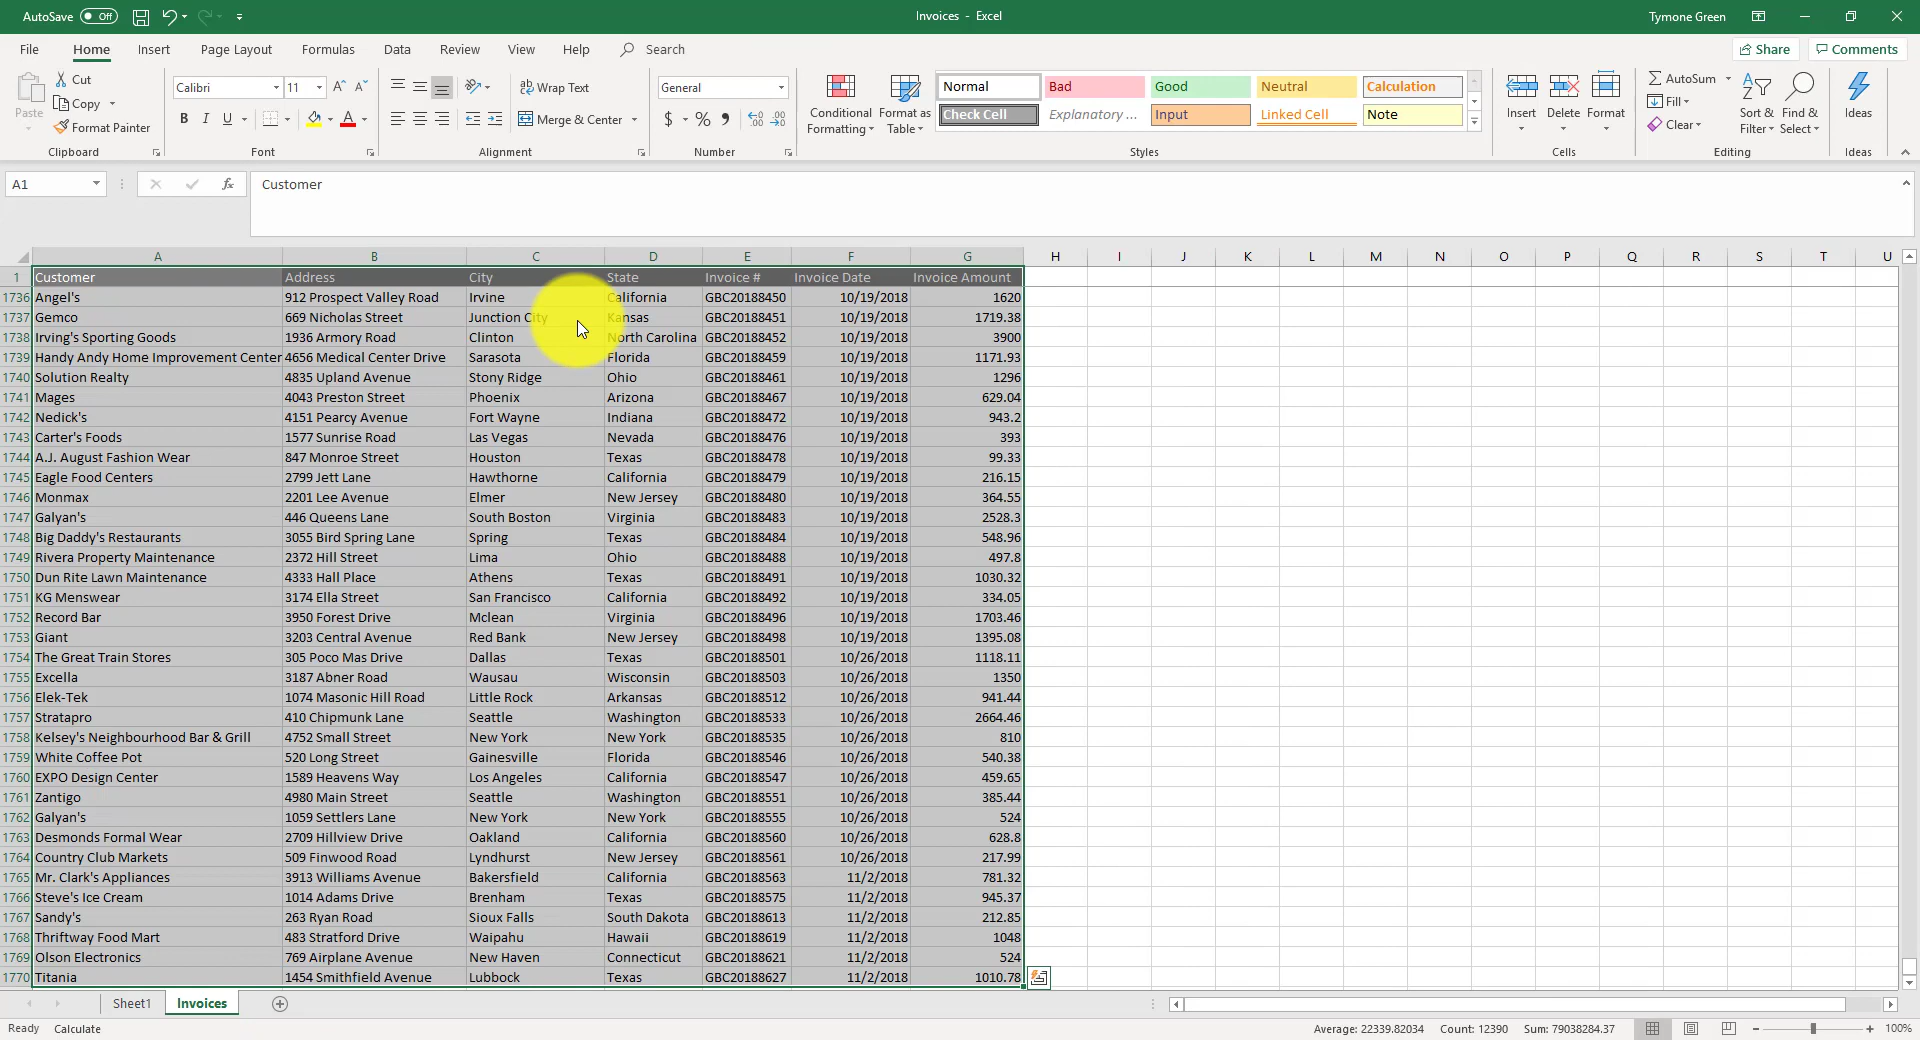 AutoSave Off Invoices - Excel Tymone Green
File Home Insert Page Layout Formulas Data Review View Help Search Share Comments
Paste Cut Copy Format Painter Clipboard
Calibri 11 A A B I U A Font
Wrap Text Merge & Center Alignment
General $ % 9 Number
Conditional Formatting Format as Table
Normal Bad Good Neutral Calculation
Check Cell Explanatory ... Input Linked Cell Note
Styles
Insert Delete Format Cells
AutoSum Fill Clear Sort & Filter Find & Select Editing
Ideas Ideas
A1 fx Customer
A B C D E F G H I J K L M N O P Q R S T U
1 Customer Address City State Invoice # Invoice Date Invoice Amount
1736 Angel's 912 Prospect Valley Road Irvine California GBC20188450 10/19/2018 1620
1737 Gemco 669 Nicholas Street Junction City Kansas GBC20188451 10/19/2018 1719.38
1738 Irving's Sporting Goods 1936 Armory Road Clinton North Carolina GBC20188452 10/19/2018 3900
1739 Handy Andy Home Improvement Center 4656 Medical Center Drive Sarasota Florida GBC20188459 10/19/2018 1171.93
1740 Solution Realty 4835 Upland Avenue Stony Ridge Ohio GBC20188461 10/19/2018 1296
1741 Mages 4043 Preston Street Phoenix Arizona GBC20188467 10/19/2018 629.04
1742 Nedick's 4151 Pearcy Avenue Fort Wayne Indiana GBC20188472 10/19/2018 943.2
1743 Carter's Foods 1577 Sunrise Road Las Vegas Nevada GBC20188476 10/19/2018 393
1744 A.J. August Fashion Wear 847 Monroe Street Houston Texas GBC20188478 10/19/2018 99.33
1745 Eagle Food Centers 2799 Jett Lane Hawthorne California GBC20188479 10/19/2018 216.15
1746 Monmax 2201 Lee Avenue Elmer New Jersey GBC20188480 10/19/2018 364.55
1747 Galyan's 446 Queens Lane South Boston Virginia GBC20188483 10/19/2018 2528.3
1748 Big Daddy's Restaurants 3055 Bird Spring Lane Spring Texas GBC20188484 10/19/2018 548.96
1749 Rivera Property Maintenance 2372 Hill Street Lima Ohio GBC20188488 10/19/2018 497.8
1750 Dun Rite Lawn Maintenance 4333 Hall Place Athens Texas GBC20188491 10/19/2018 1030.32
1751 KG Menswear 3174 Ella Street San Francisco California GBC20188492 10/19/2018 334.05
1752 Record Bar 3950 Forest Drive Mclean Virginia GBC20188496 10/19/2018 1703.46
1753 Giant 3203 Central Avenue Red Bank New Jersey GBC20188498 10/19/2018 1395.08
1754 The Great Train Stores 305 Poco Mas Drive Dallas Texas GBC20188501 10/26/2018 1118.11
1755 Excella 3187 Abner Road Wausau Wisconsin GBC20188503 10/26/2018 1350
1756 Elek-Tek 1074 Masonic Hill Road Little Rock Arkansas GBC20188512 10/26/2018 941.44
1757 Stratapro 410 Chipmunk Lane Seattle Washington GBC20188533 10/26/2018 2664.46
1758 Kelsey's Neighbourhood Bar & Grill 4752 Small Street New York New York GBC20188535 10/26/2018 810
1759 White Coffee Pot 520 Long Street Gainesville Florida GBC20188546 10/26/2018 540.38
1760 EXPO Design Center 1589 Heavens Way Los Angeles California GBC20188547 10/26/2018 459.65
1761 Zantigo 4980 Main Street Seattle Washington GBC20188551 10/26/2018 385.44
1762 Galyan's 1059 Settlers Lane New York New York GBC20188555 10/26/2018 524
1763 Desmonds Formal Wear 2709 Hillview Drive Oakland California GBC20188560 10/26/2018 628.8
1764 Country Club Markets 509 Finwood Road Lyndhurst New Jersey GBC20188561 10/26/2018 217.99
1765 Mr. Clark's Appliances 3913 Williams Avenue Bakersfield California GBC20188563 11/2/2018 781.32
1766 Steve's Ice Cream 1014 Adams Drive Brenham Texas GBC20188575 11/2/2018 945.37
1767 Sandy's 263 Ryan Road Sioux Falls South Dakota GBC20188613 11/2/2018 212.85
1768 Thriftway Food Mart 483 Stratford Drive Waipahu Hawaii GBC20188619 11/2/2018 1048
1769 Olson Electronics 769 Airplane Avenue New Haven Connecticut GBC20188621 11/2/2018 524
1770 Titania 1454 Smithfield Avenue Lubbock Texas GBC20188627 11/2/2018 1010.78
Sheet1 Invoices
Ready Calculate Average: 22339.82034 Count: 12390 Sum: 79038284.37 100%